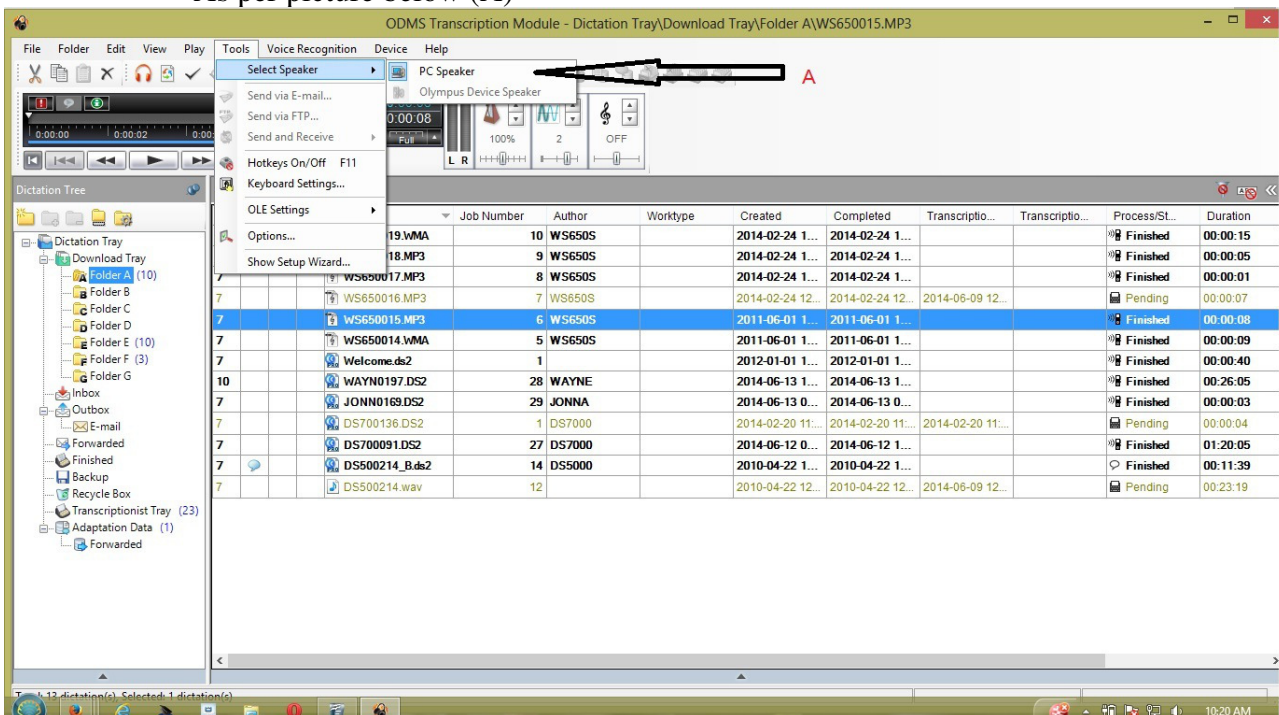 As per picture below (A)
ODMS Transcription Module - Dictation Tray\Download Tray\Folder A\WS650015.MP3
File Folder Edit View Play Tools Voice Recognition Device Help
Select Speaker
PC Speaker
A
Olympus Device Speaker
Send via E-mail...
Send via FTP...
0:00:08
Send and Receive
Full 100% 2 OFF
0:00:00 0:00:02
L R
Hotkeys On/Off F11
Keyboard Settings...
Dictation Tree
OLE Settings
Job Number Author Worktype Created Completed Transcriptio... Transcriptio... Process/St... Duration
Options...
Show Setup Wizard...
19.WMA 10 WS650S 2014-02-24 1... 2014-02-24 1... Finished 00:00:15
18.MP3 9 WS650S 2014-02-24 1... 2014-02-24 1... Finished 00:00:05
7 WS650017.MP3 8 WS650S 2014-02-24 1... 2014-02-24 1... Finished 00:00:01
7 WS650016.MP3 7 WS650S 2014-02-24 12... 2014-02-24 12... 2014-06-09 12... Pending 00:00:07
7 WS650015.MP3 6 WS650S 2011-06-01 1... 2011-06-01 1... Finished 00:00:08
7 WS650014.WMA 5 WS650S 2011-06-01 1... 2011-06-01 1... Finished 00:00:09
7 Welcome.ds2 1 2012-01-01 1... 2012-01-01 1... Finished 00:00:40
10 WAYN0197.DS2 28 WAYNE 2014-06-13 1... 2014-06-13 1... Finished 00:26:05
7 JONN0169.DS2 29 JONNA 2014-06-13 0... 2014-06-13 0... Finished 00:00:03
7 DS700136.DS2 1 DS7000 2014-02-20 11:... 2014-02-20 11:... 2014-02-20 11:... Pending 00:00:04
7 DS700091.DS2 27 DS7000 2014-06-12 0... 2014-06-12 1... Finished 01:20:05
7 DS500214_B.ds2 14 DS5000 2010-04-22 1... 2010-04-22 1... Finished 00:11:39
7 DS500214.wav 12 2010-04-22 12... 2010-04-22 12... 2014-06-09 12... Pending 00:23:19
Dictation Tray
Download Tray
Folder A (10)
Folder B
Folder C
Folder D
Folder E (10)
Folder F (3)
Folder G
Inbox
Outbox
E-mail
Forwarded
Finished
Backup
Recycle Box
Transcriptionist Tray (23)
Adaptation Data (1)
Forwarded
13 dictation(s), Selected: 1 dictation(s)
10:20 AM